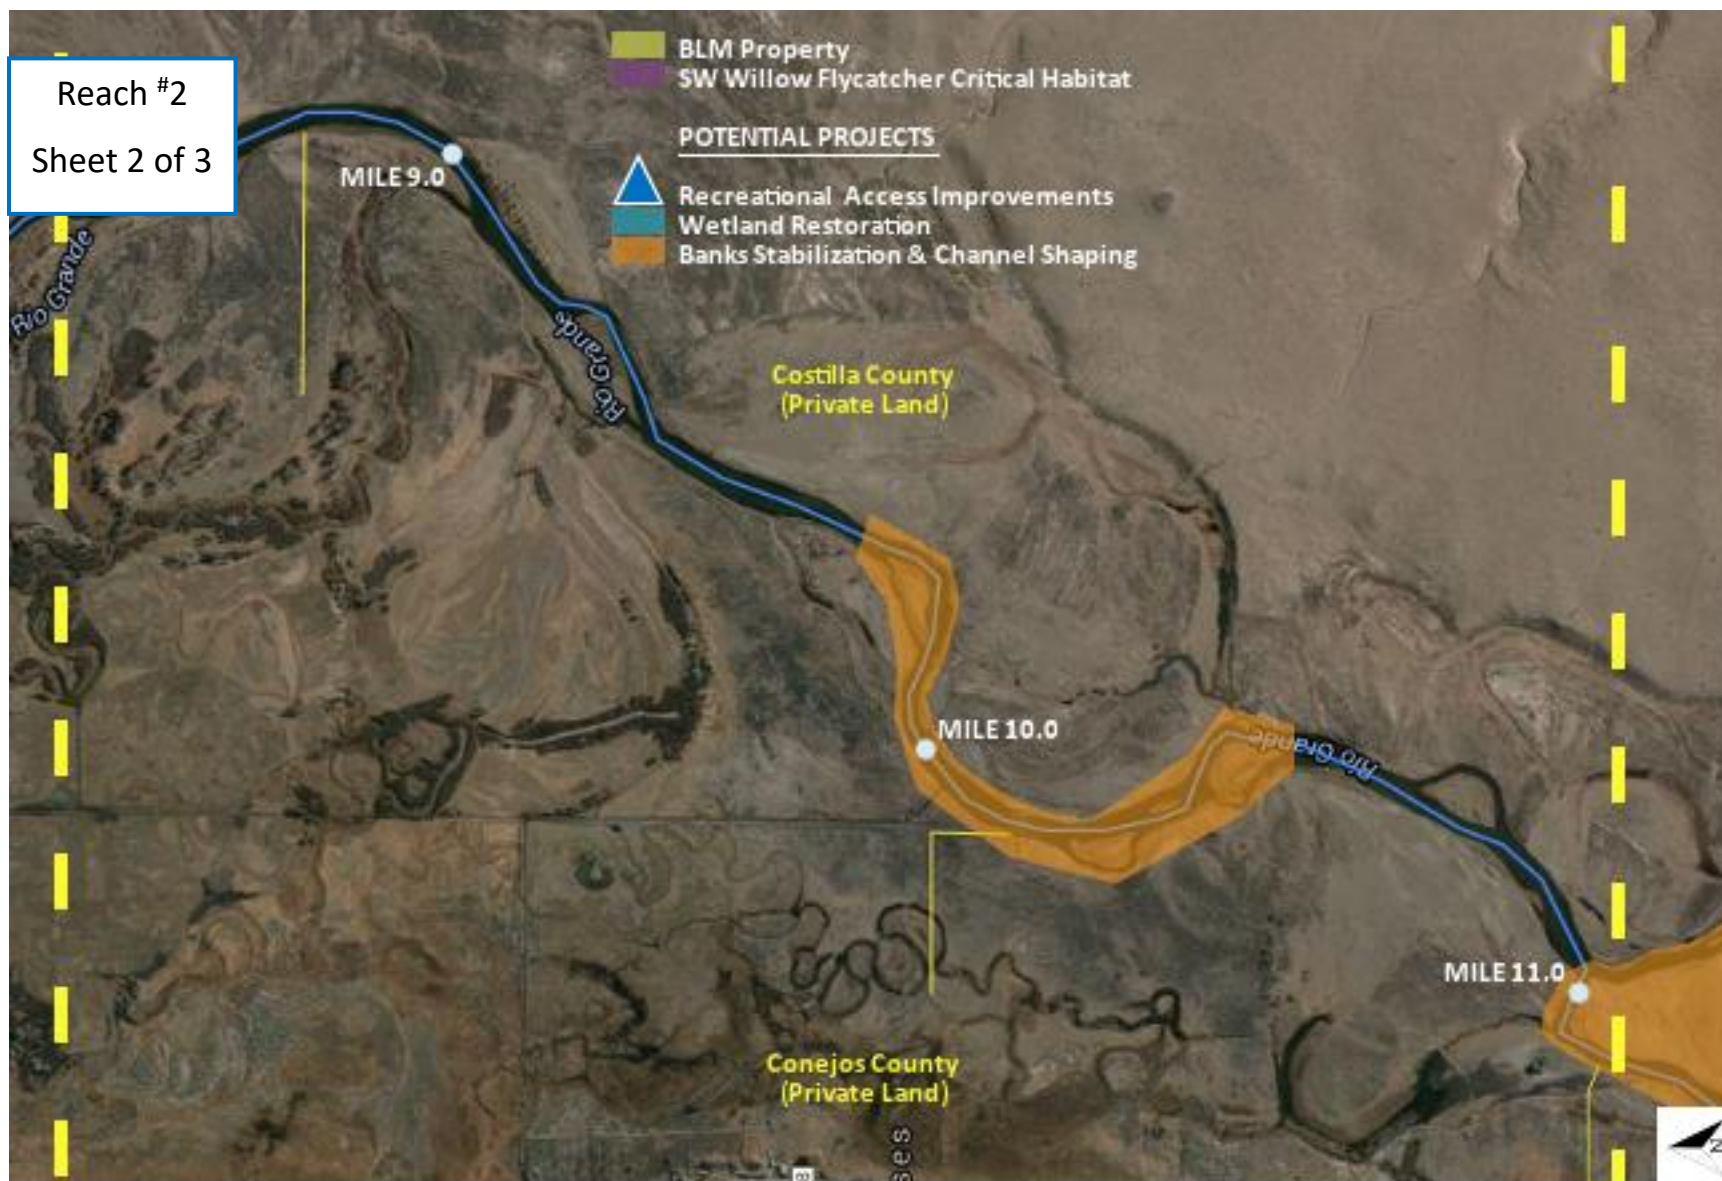 Reach #2
Sheet 2 of 3
BLM Property
SW Willow Flycatcher Critical Habitat
POTENTIAL PROJECTS
Recreational Access Improvements
Wetland Restoration
Banks Stabilization & Channel Shaping
MILE 9.0
Rio Grande
Rio Grande
Costilla County
(Private Land)
MILE 10.0
Rio Grande
MILE 11.0
Conejos County
(Private Land)
ses
N